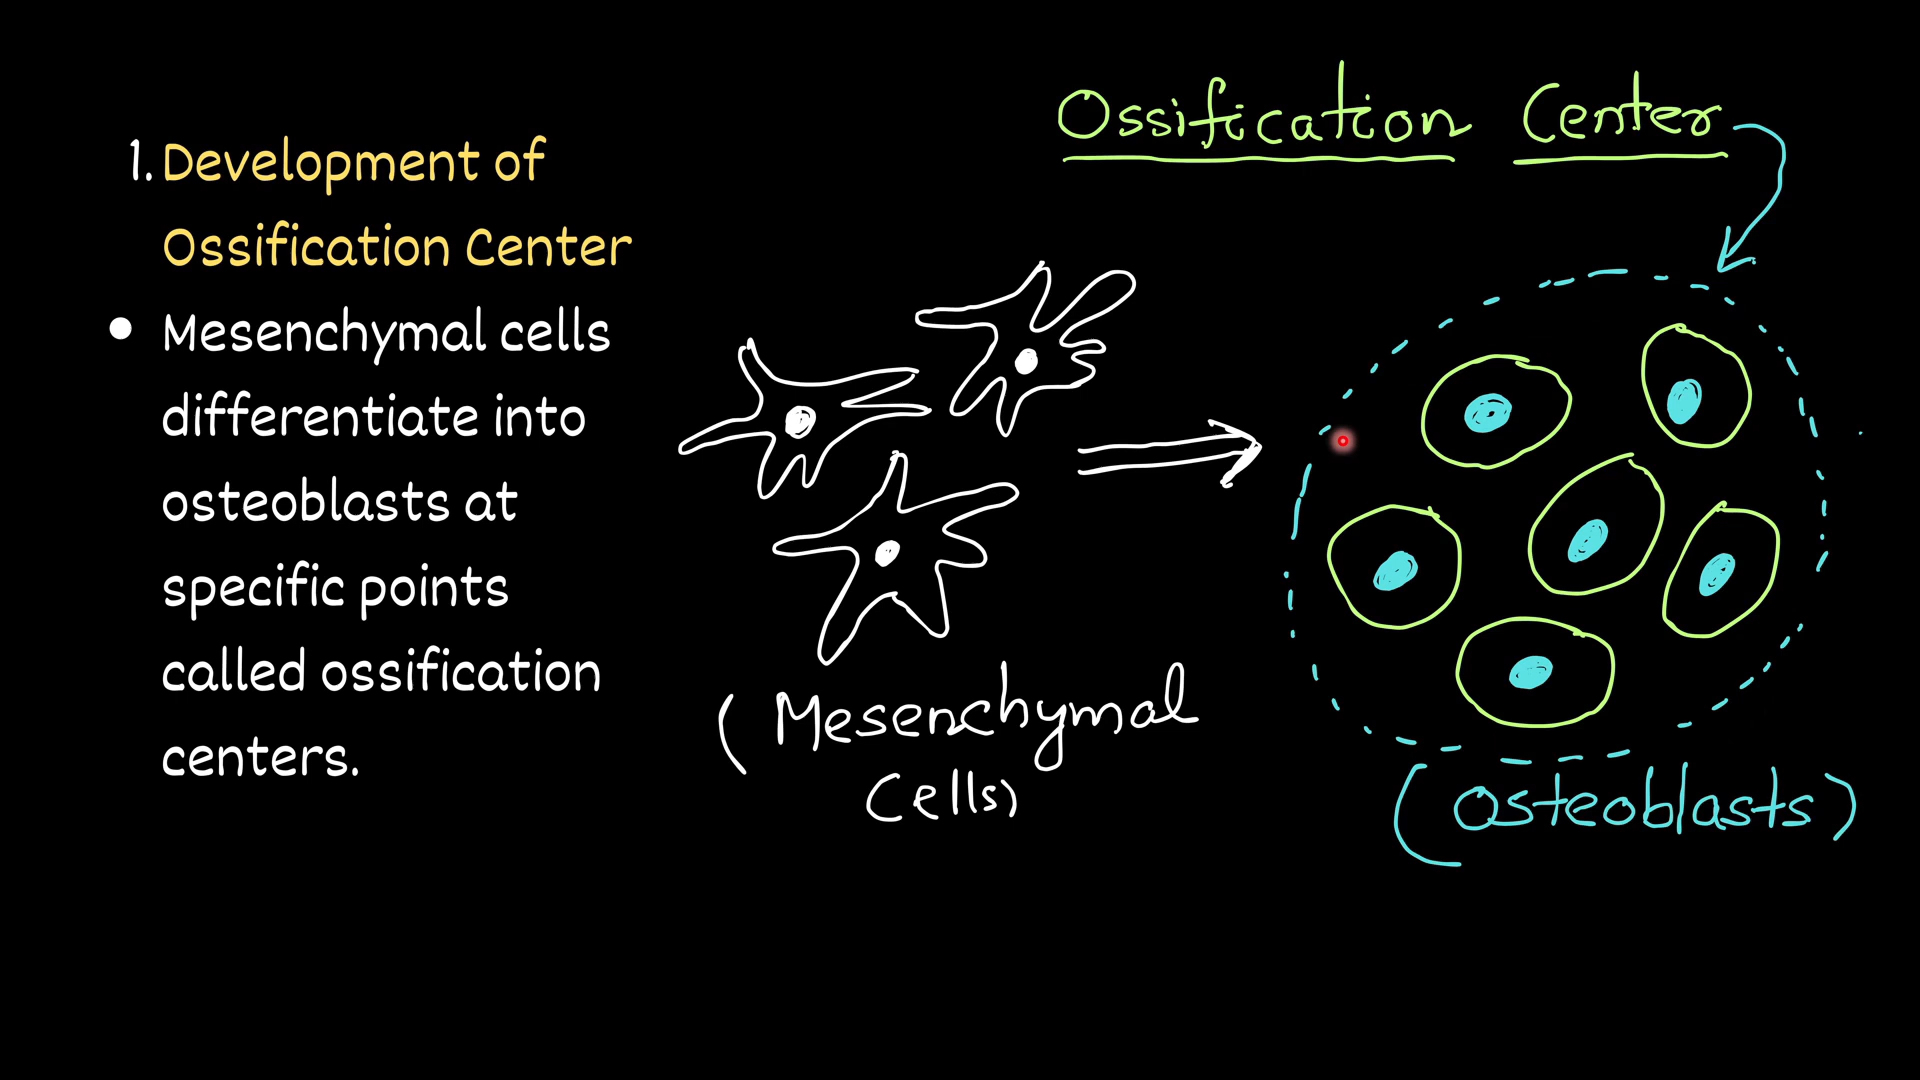 1. Development of
Ossification Center
● Mesenchymal cells
differentiate into
osteoblasts at
specific points
called ossification
centers.
Ossification Center
(Mesenchymal
Cells)
(Osteoblasts)